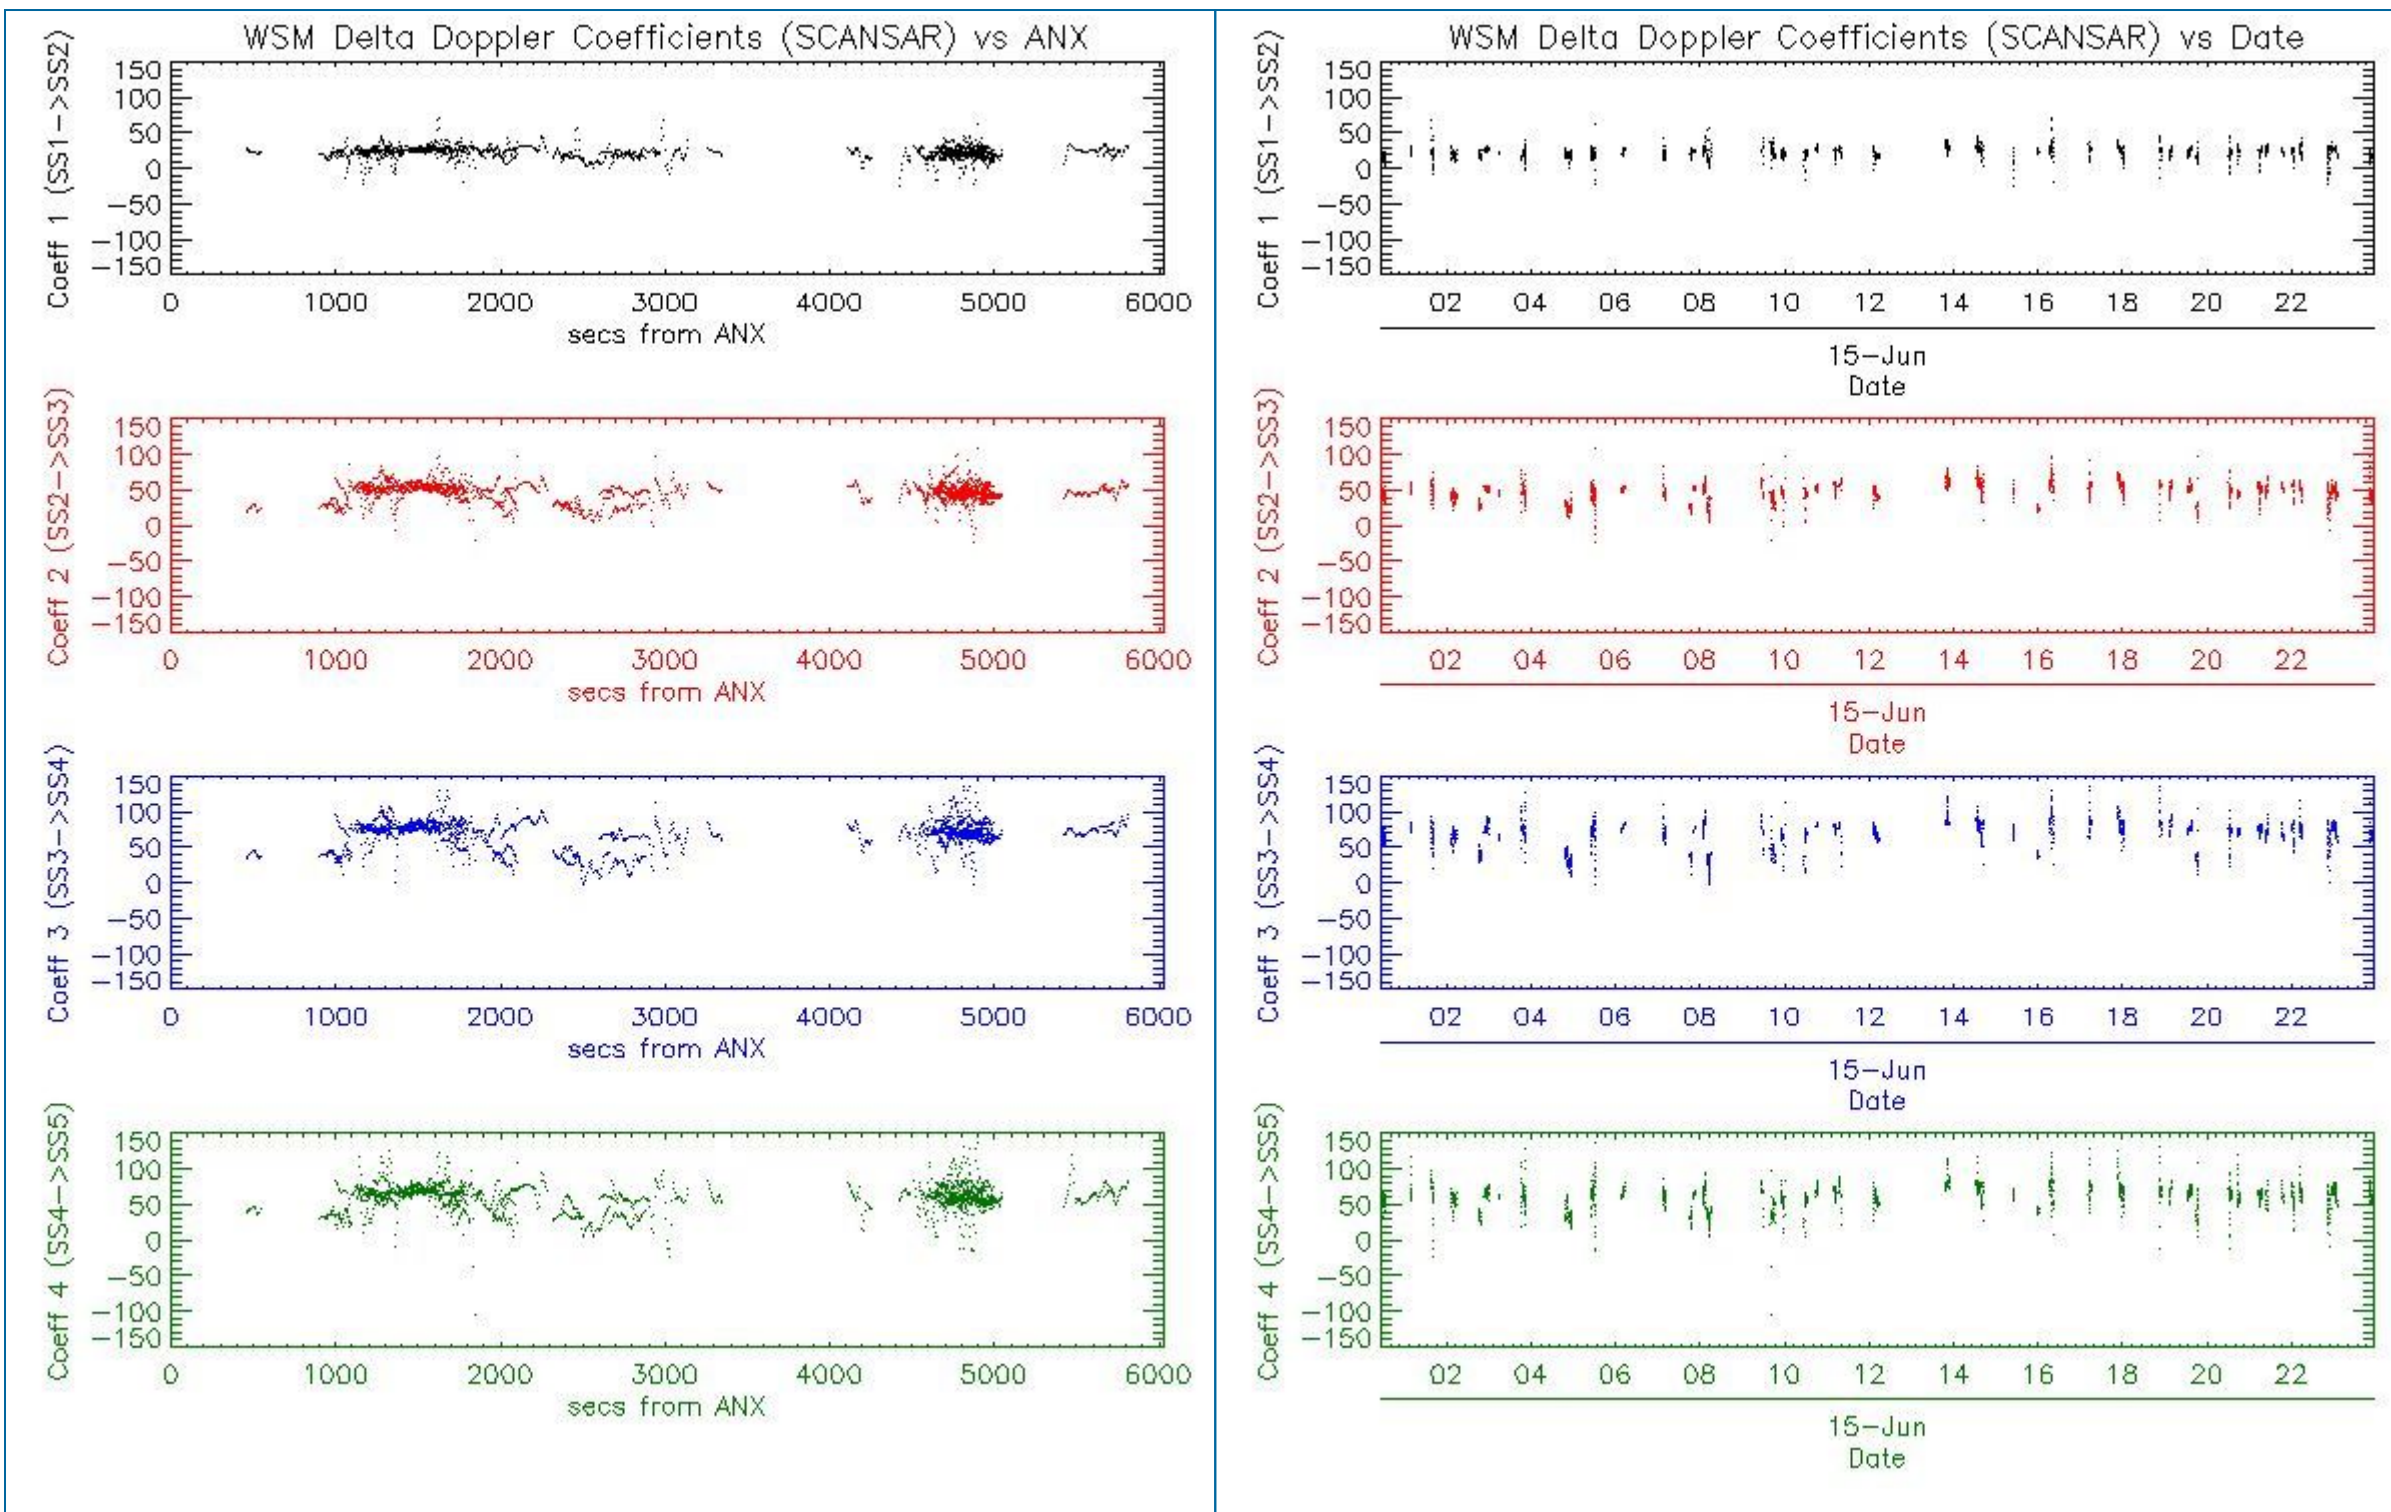 WSM Delta Doppler Coefficients (SCANSAR) vs ANX
Coeff 1 (SS1->SS2)
150
100
50
0
-50
-100
-150
0 1000 2000 3000 4000 5000 6000
secs from ANX
Coeff 2 (SS2->SS3)
150
100
50
0
-50
-100
-150
0 1000 2000 3000 4000 5000 6000
secs from ANX
Coeff 3 (SS3->SS4)
150
100
50
0
-50
-100
-150
0 1000 2000 3000 4000 5000 6000
secs from ANX
Coeff 4 (SS4->SS5)
150
100
50
0
-50
-100
-150
0 1000 2000 3000 4000 5000 6000
secs from ANX
WSM Delta Doppler Coefficients (SCANSAR) vs Date
Coeff 1 (SS1->SS2)
150
100
50
0
-50
-100
-150
02 04 06 08 10 12 14 16 18 20 22
15-Jun
Date
Coeff 2 (SS2->SS3)
150
100
50
0
-50
-100
-150
02 04 06 08 10 12 14 16 18 20 22
15-Jun
Date
Coeff 3 (SS3->SS4)
150
100
50
0
-50
-100
-150
02 04 06 08 10 12 14 16 18 20 22
15-Jun
Date
Coeff 4 (SS4->SS5)
150
100
50
0
-50
-100
-150
02 04 06 08 10 12 14 16 18 20 22
15-Jun
Date